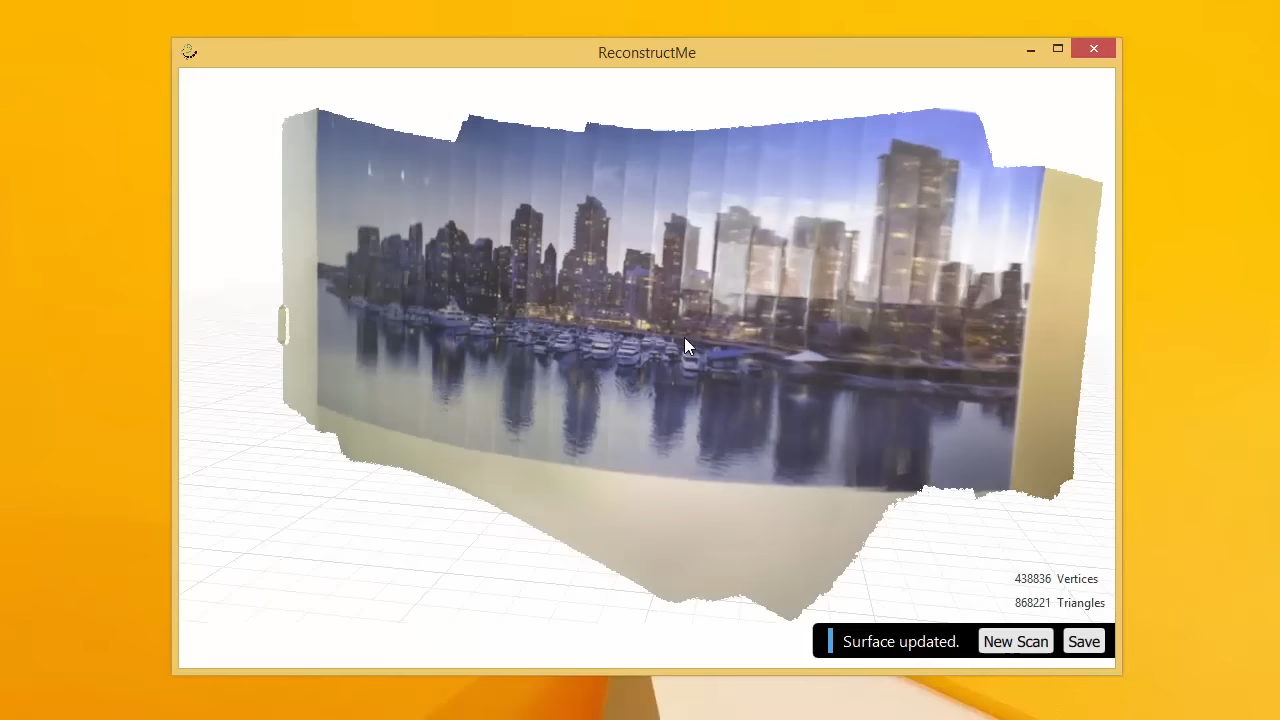 ReconstructMe
438836 Vertices
868221 Triangles
Surface updated. New Scan Save